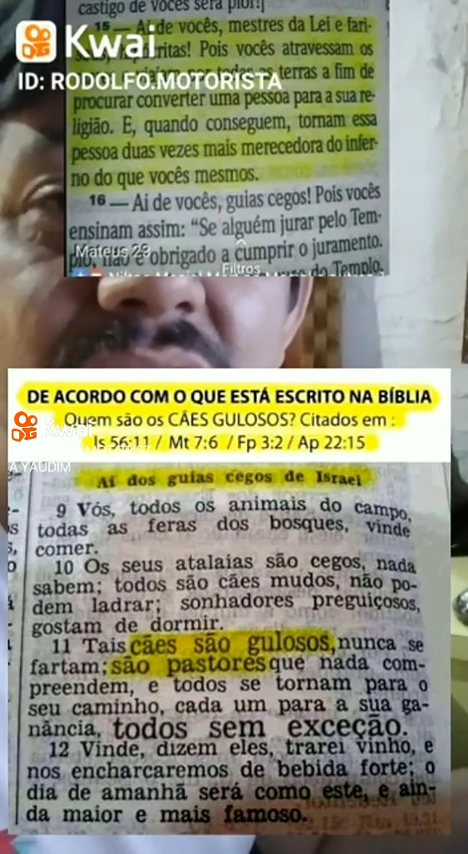 castigo de vocês será pior!]
Kwai
ID: RODOLFO.MOTORISTA
15 — Ai de vocês, mestres da Lei e fari-
Pois vocês atravessam os
terras a fim de
procurar converter uma pessoa para a sua re-
ligião. E, quando conseguem, tornam essa
pessoa duas vezes mais merecedora do infer-
no do que vocês mesmos.
16 — Ai de vocês, guias cegos! Pois vocês
ensinam assim: “Se alguém jurar pelo Tem-
plo, não é obrigado a cumprir o juramento.
Mateus 23
Filtros
do Templo,
DE ACORDO COM O QUE ESTÁ ESCRITO NA BÍBLIA
Quem são os CÃES GULOSOS? Citados em :
Is 56:11 / Mt 7:6 / Fp 3:2 / Ap 22:15
Kwai
A YAUDIM
Ai dos guias cegos de Israel
9 Vós, todos os animais do campo,
todas as feras dos bosques, vinde
comer.
10 Os seus atalaias são cegos, nada
sabem; todos são cães mudos, não po-
dem ladrar; sonhadores preguiçosos,
gostam de dormir.
11 Tais cães são gulosos, nunca se
fartam; são pastores que nada com-
preendem, e todos se tornam para o
seu caminho, cada um para a sua ga-
nância, todos sem exceção.
12 Vinde, dizem eles, trarei vinho, e
nos encharcaremos de bebida forte; o
dia de amanhã será como este, e ain-
da maior e mais famoso.